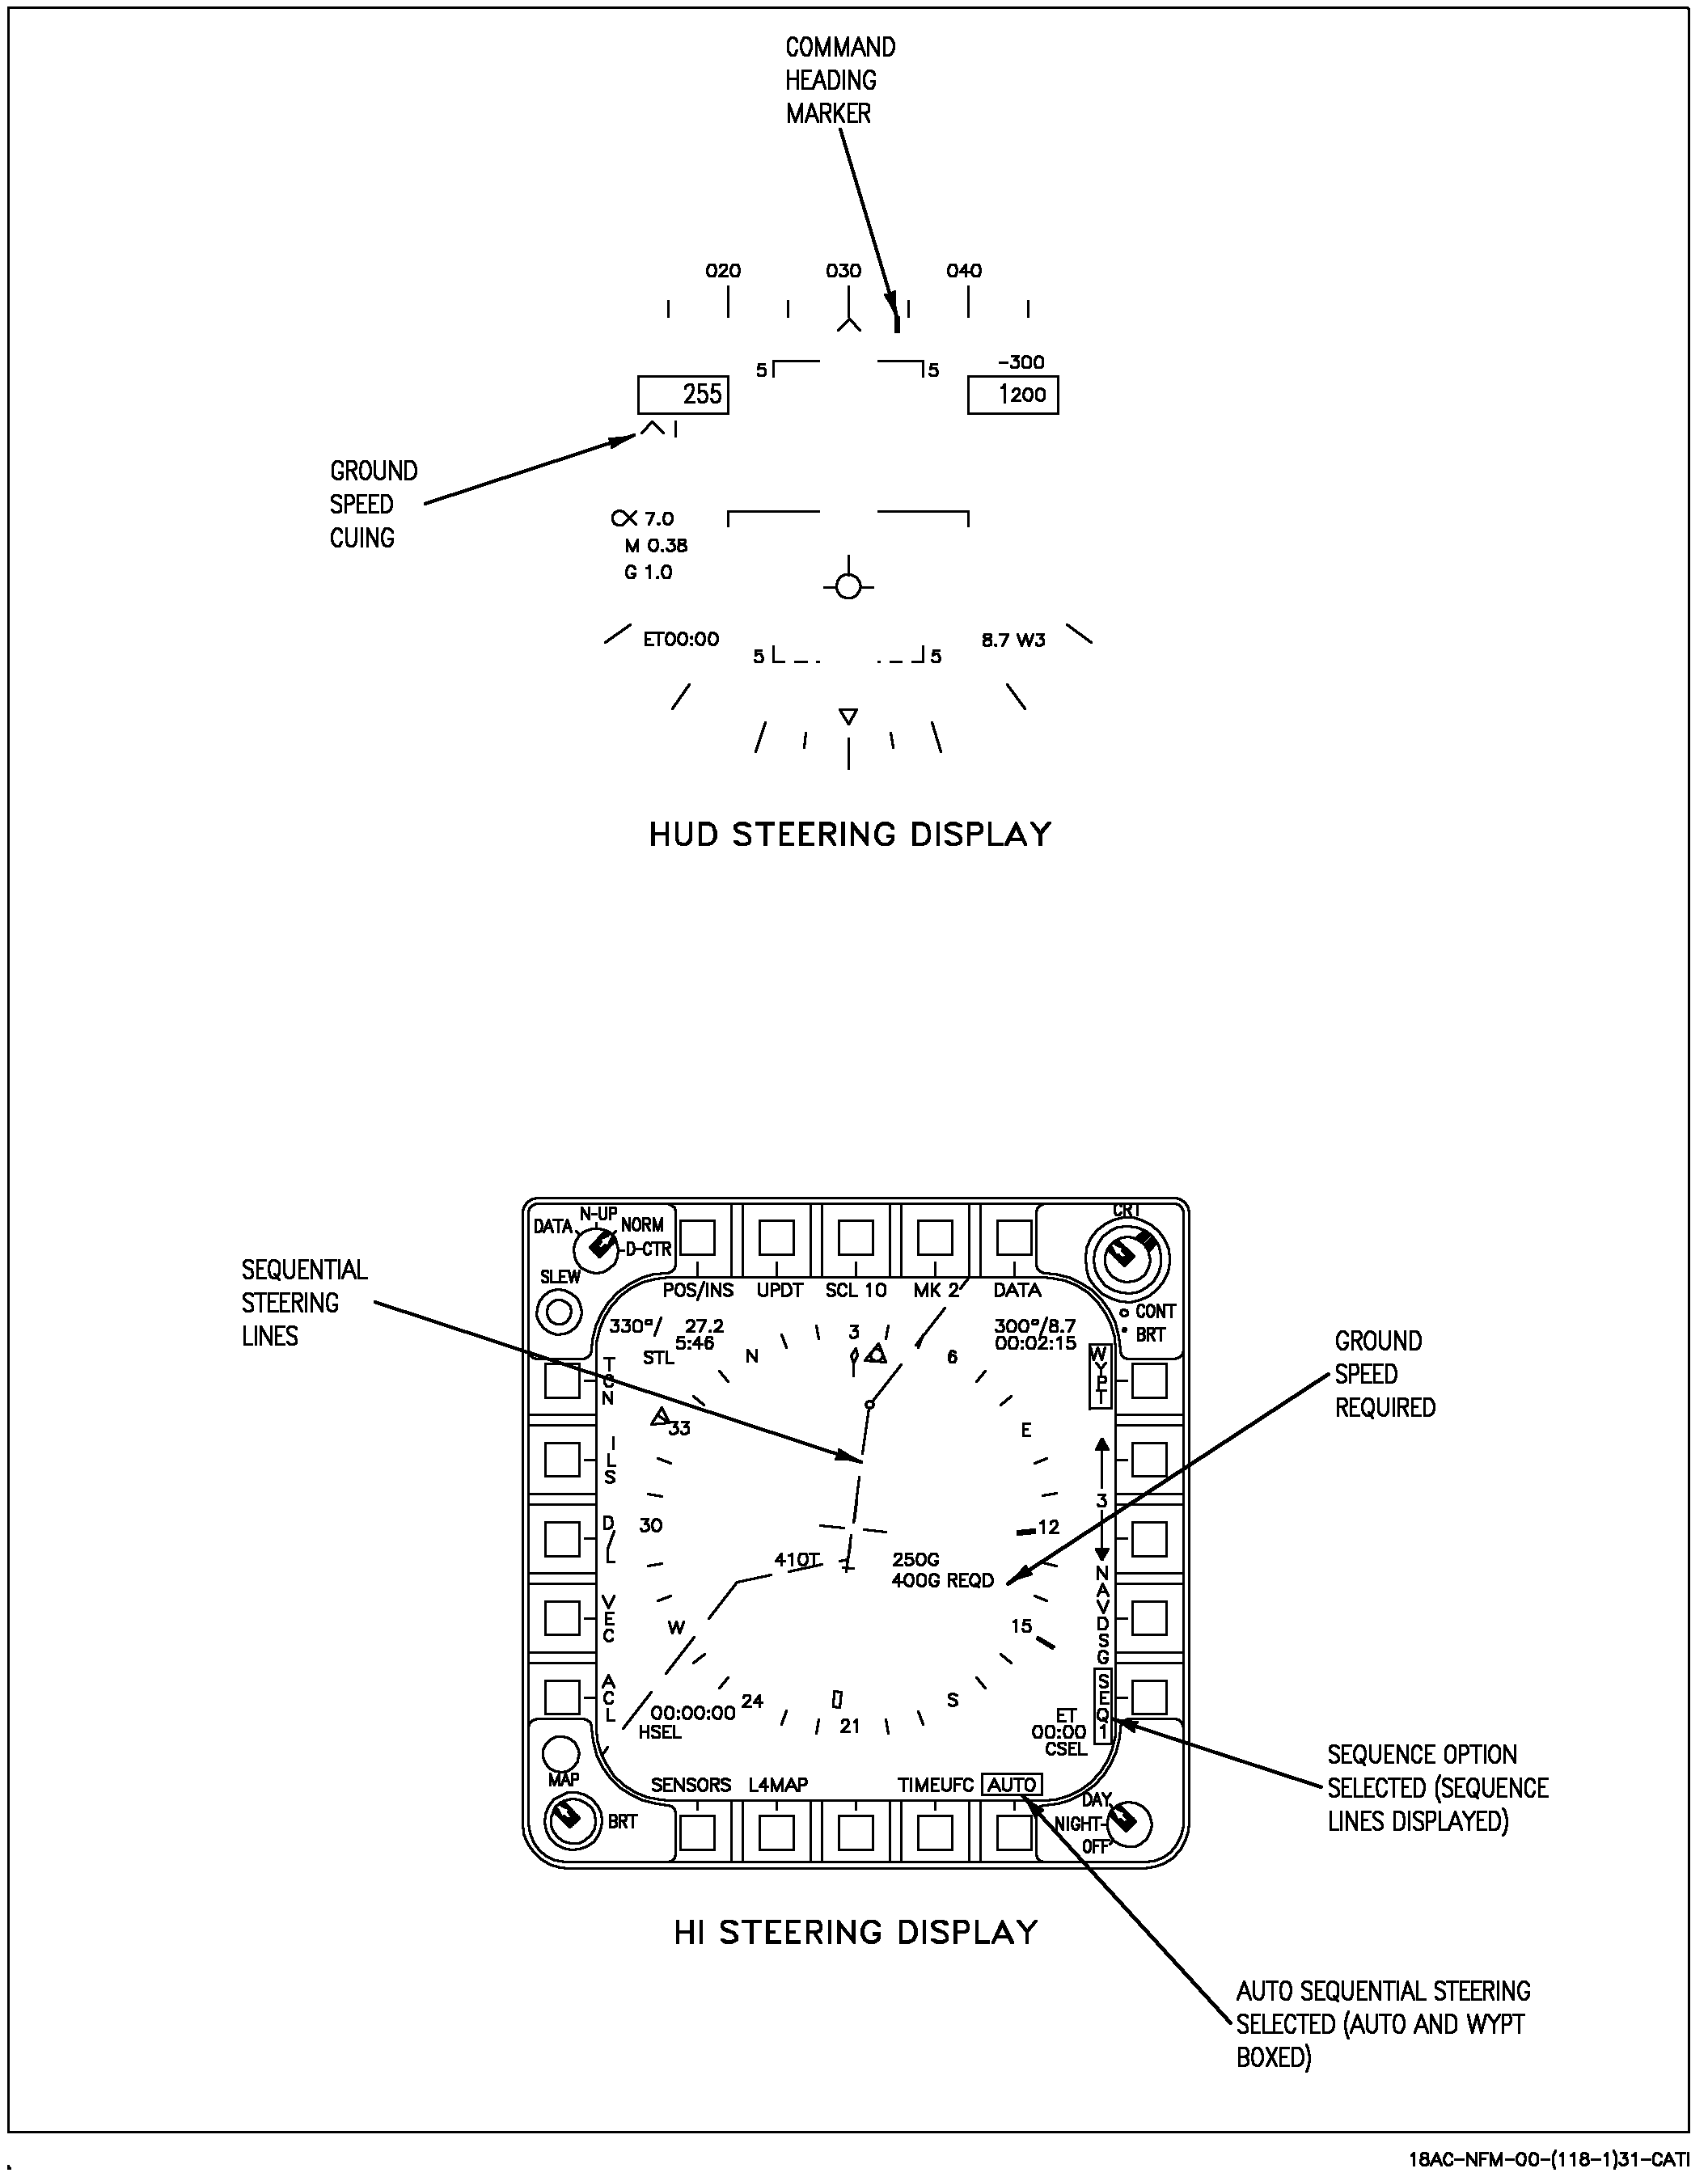 COMMAND
HEADING
MARKER
020 030 040
5 5
-300
255
1200
GROUND
SPEED
CUING
α 7.0
M 0.38
G 1.0
ET00:00
8.7 W3
5 5
HUD STEERING DISPLAY
DATA N-UP NORM
D-CTR
SLEW
CRT
CONT
BRT
POS/INS UPDT SCL 10 MK 2 DATA
330°/ 27.2
5:46
STL
300°/8.7
00:02:15
N 3 6
33
E
30
12
W
15
24
21
S
SEQUENTIAL
STEERING
LINES
GROUND
SPEED
REQUIRED
TCN
ILS
D/L
VEC
ACL
WYPT
3
NAVDSG
SEQ1
410T
250G
400G REQD
00:00:00
HSEL
ET
00:00
CSEL
SENSORS L4MAP TIMEUFC AUTO
MAP
BRT
DAY
NIGHT
OFF
SEQUENCE OPTION
SELECTED (SEQUENCE
LINES DISPLAYED)
HI STEERING DISPLAY
AUTO SEQUENTIAL STEERING
SELECTED (AUTO AND WYPT
BOXED)
18AC-NFM-00-(118-1)31-CATI